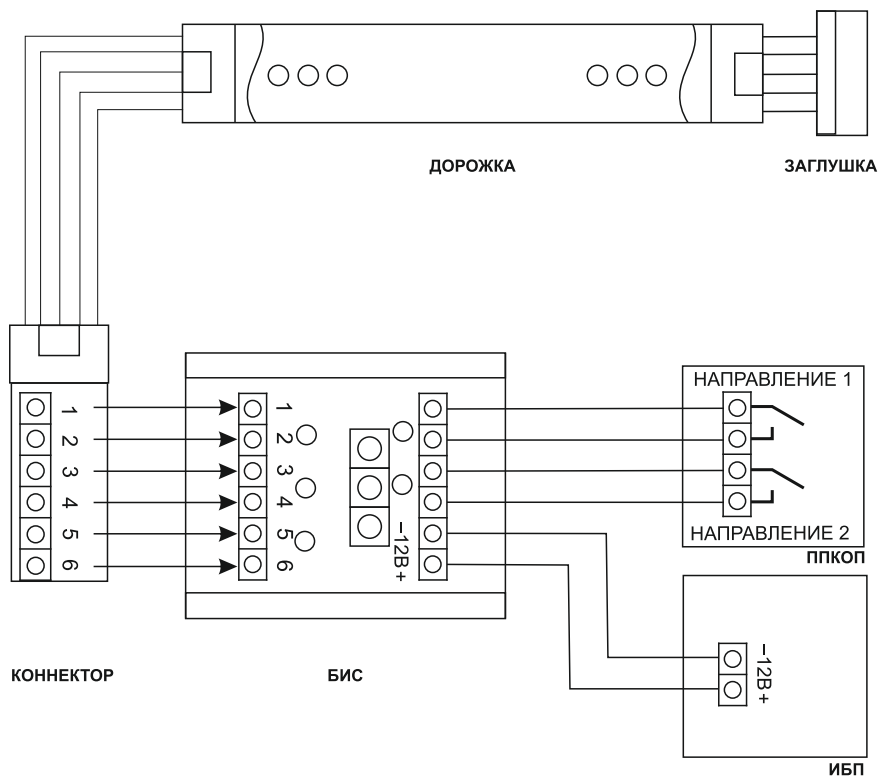 ДОРОЖКА
ЗАГЛУШКА
1
2
3
4
5
6
1
2
3
4
5
6
–12В+
НАПРАВЛЕНИЕ 1
НАПРАВЛЕНИЕ 2
ППКОП
–12В+
КОННЕКТОР
БИС
ИБП